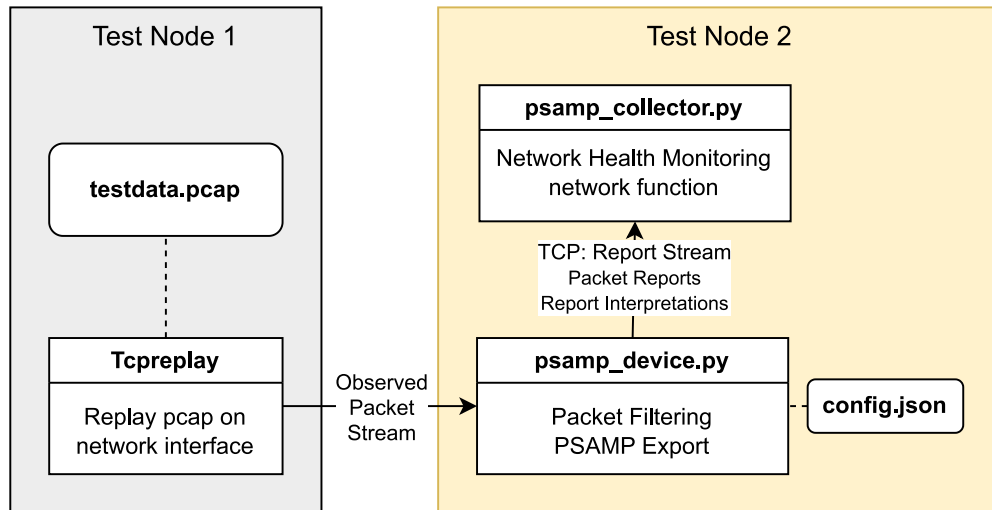 Test Node 1
testdata.pcap
Tcpreplay
Replay pcap on
network interface
Observed
Packet
Stream
Test Node 2
psamp_collector.py
Network Health Monitoring
network function
TCP: Report Stream
Packet Reports
Report Interpretations
psamp_device.py
Packet Filtering
PSAMP Export
config.json